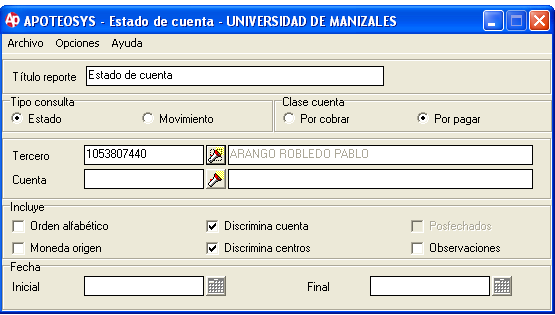 AP APOTEOSYS - Estado de cuenta - UNIVERSIDAD DE MANIZALES
Archivo Opciones Ayuda
Título reporte Estado de cuenta
Tipo consulta Clase cuenta
Estado Movimiento Por cobrar Por pagar
Tercero 1053807440 ARANGO ROBLEDO PABLO
Cuenta
Incluye
Orden alfabético Discrimina cuenta Posfechados
Moneda origen Discrimina centros Observaciones
Fecha
Inicial Final